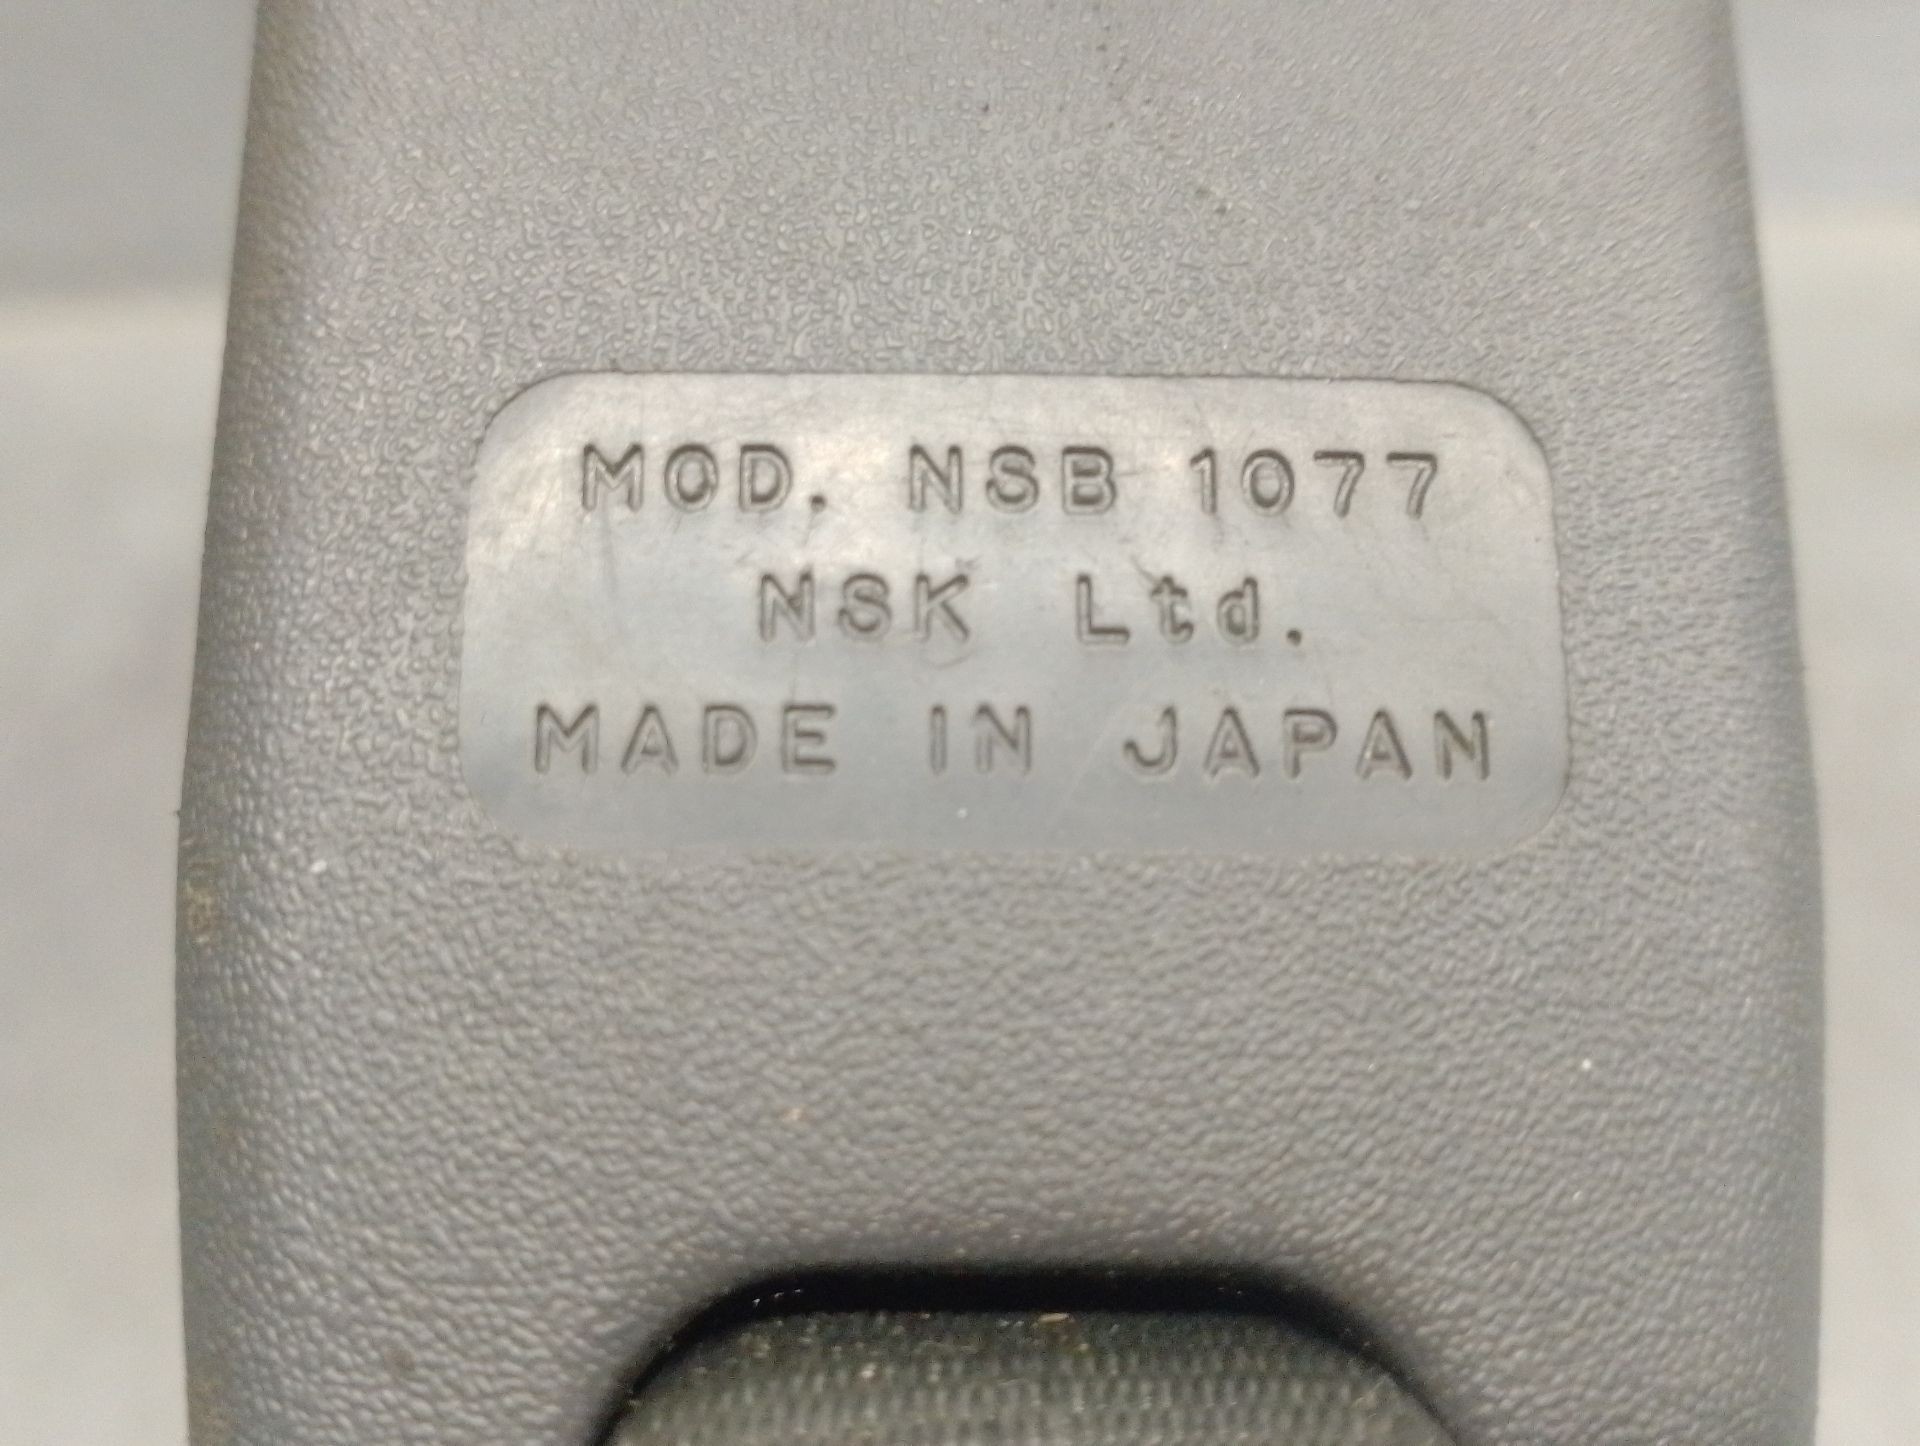 MOD. NSB 1077
NSK Ltd.
MADE IN JAPAN